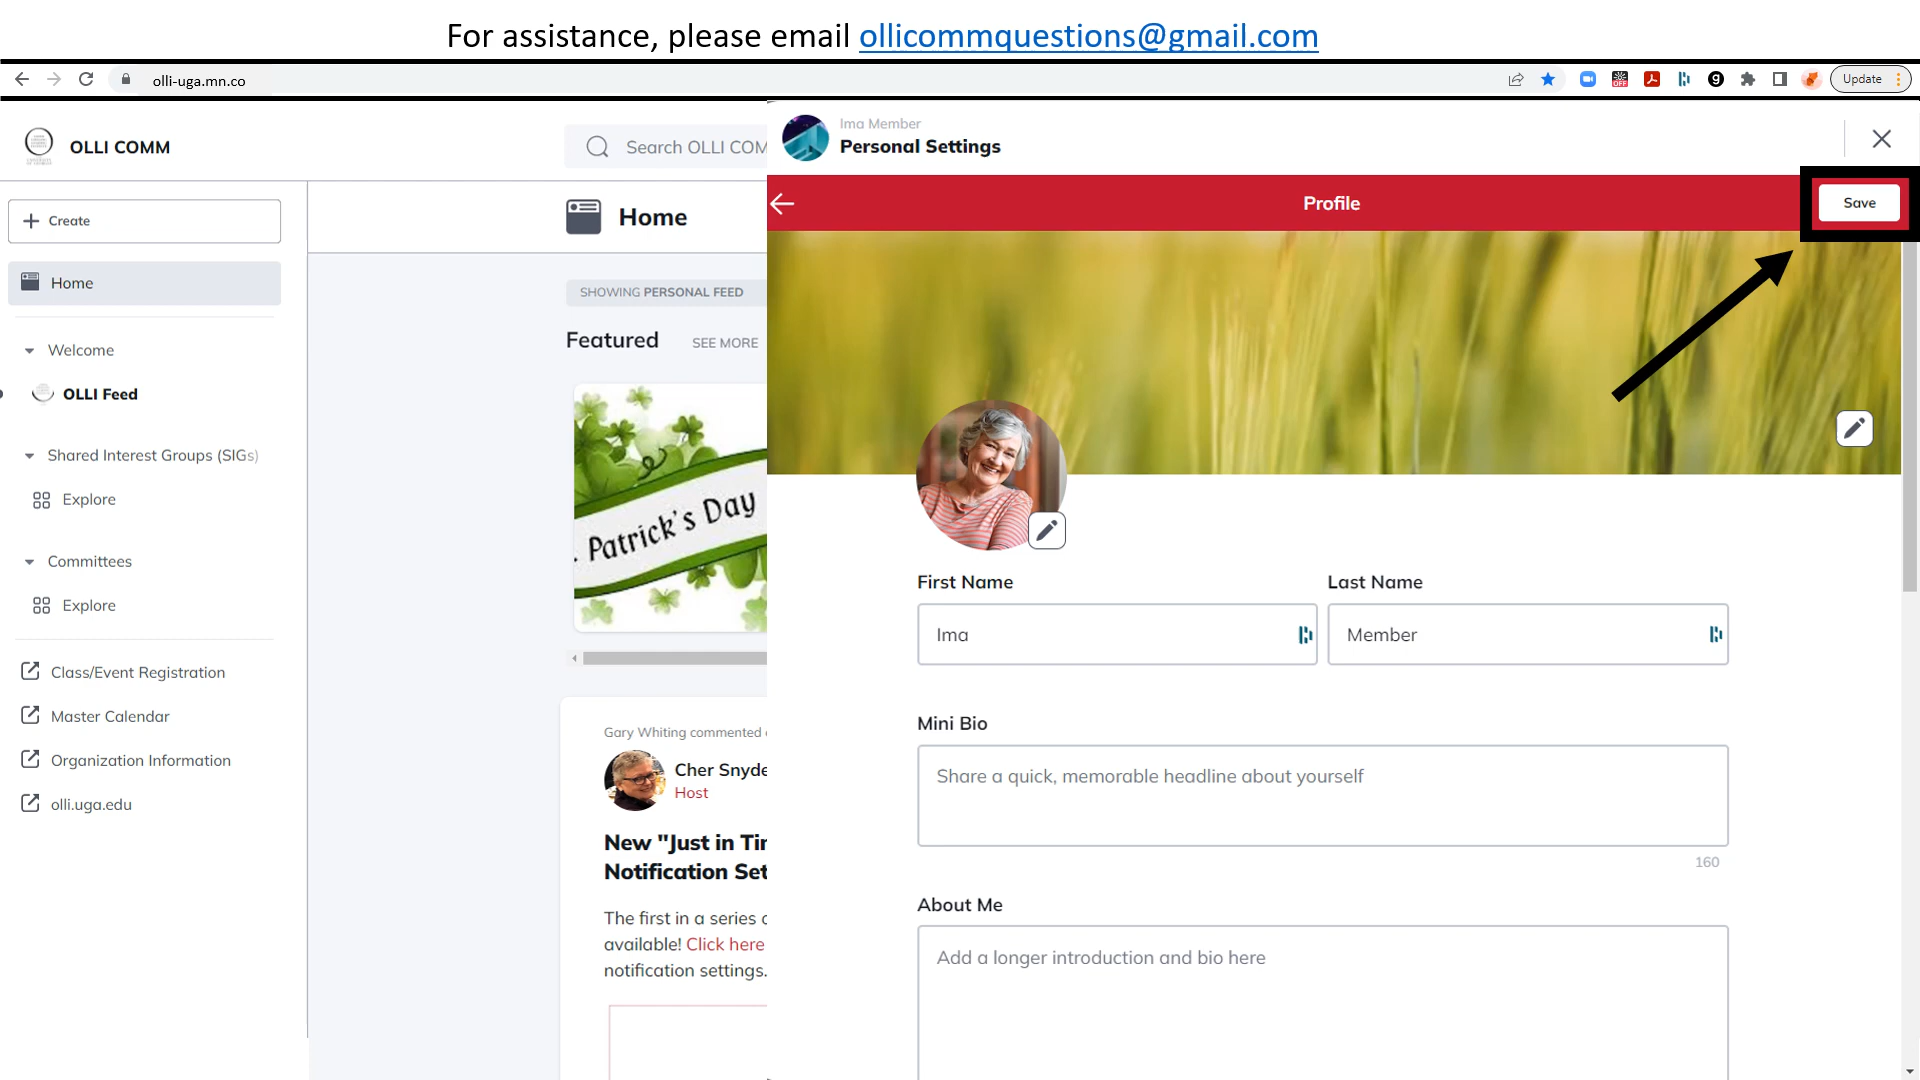 For assistance, please email ollicommquestions@gmail.com
olli-uga.mn.co
OFF
g
Update
OLLI COMM
Search OLLI COM
Ima Member
Personal Settings
Create
Home
Profile
Save
Home
SHOWING PERSONAL FEED
Welcome
Featured
SEE MORE
OLLI Feed
Shared Interest Groups (SIGs)
Explore
. Patrick's Day
Committees
Explore
First Name
Last Name
Ima
Member
Class/Event Registration
Master Calendar
Organization Information
olli.uga.edu
Gary Whiting commented
Cher Snyde
Host
New "Just in Tir
Notification Set
The first in a series
available! Click here
notification settings.
Mini Bio
Share a quick, memorable headline about yourself
160
About Me
Add a longer introduction and bio here